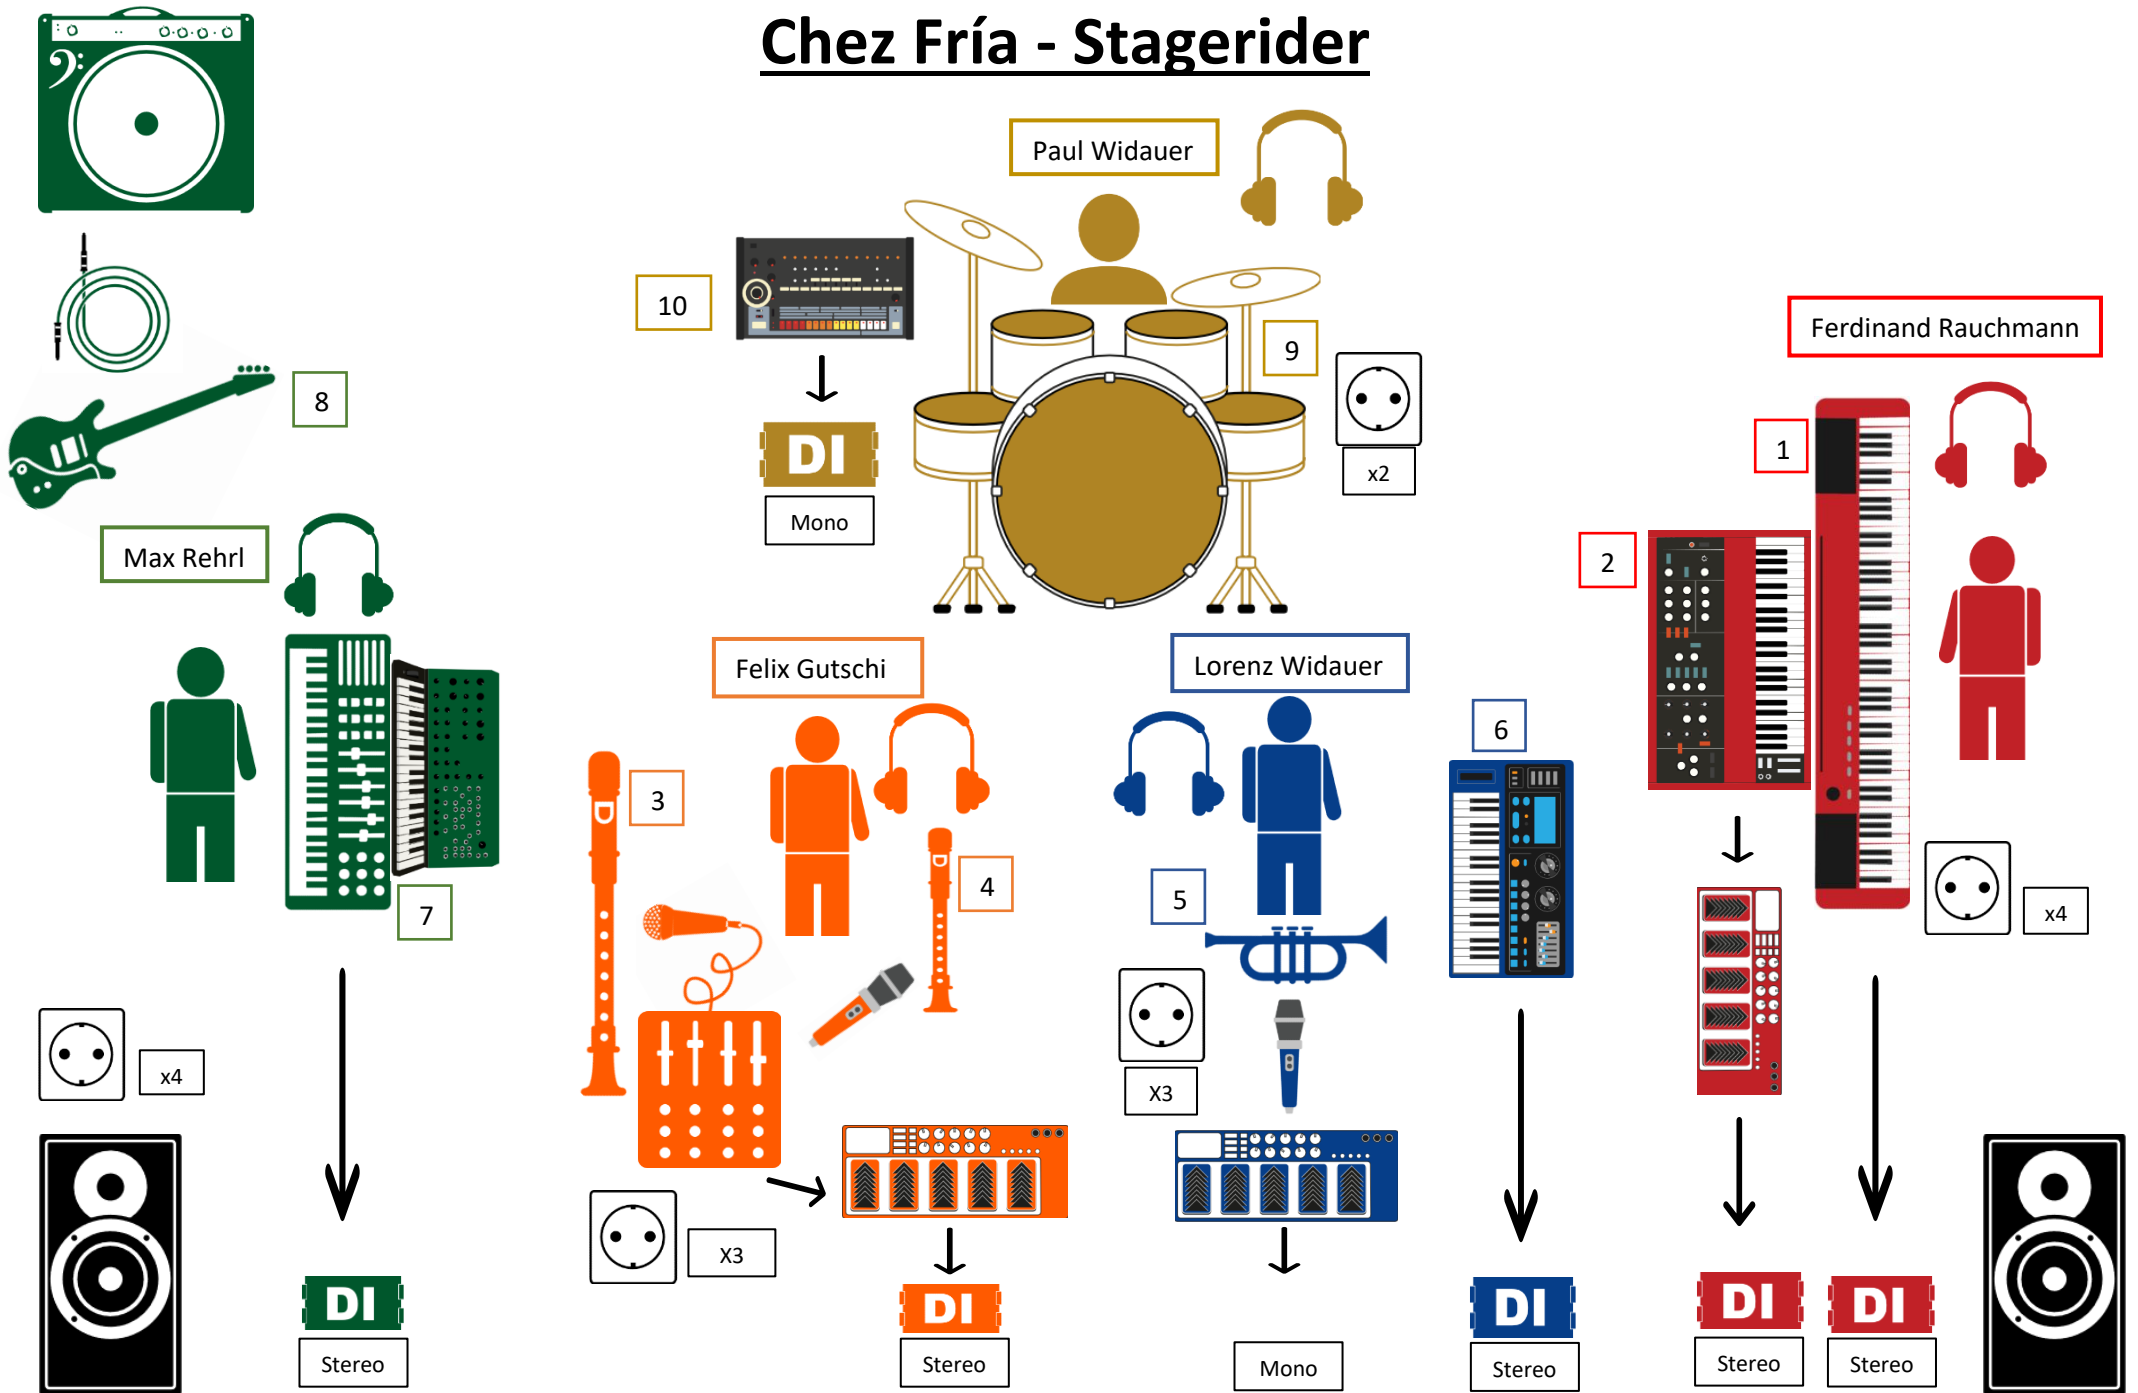 Chez Fría - Stagerider
Paul Widauer
10
9
x2
DI
Mono
Ferdinand Rauchmann
1
2
x4
8
Max Rehrl
7
x4
Felix Gutschi
3
D
4
D
X3
Lorenz Widauer
5
6
X3
DI
Stereo
DI
Stereo
Mono
DI
Stereo
DI
Stereo
DI
Stereo